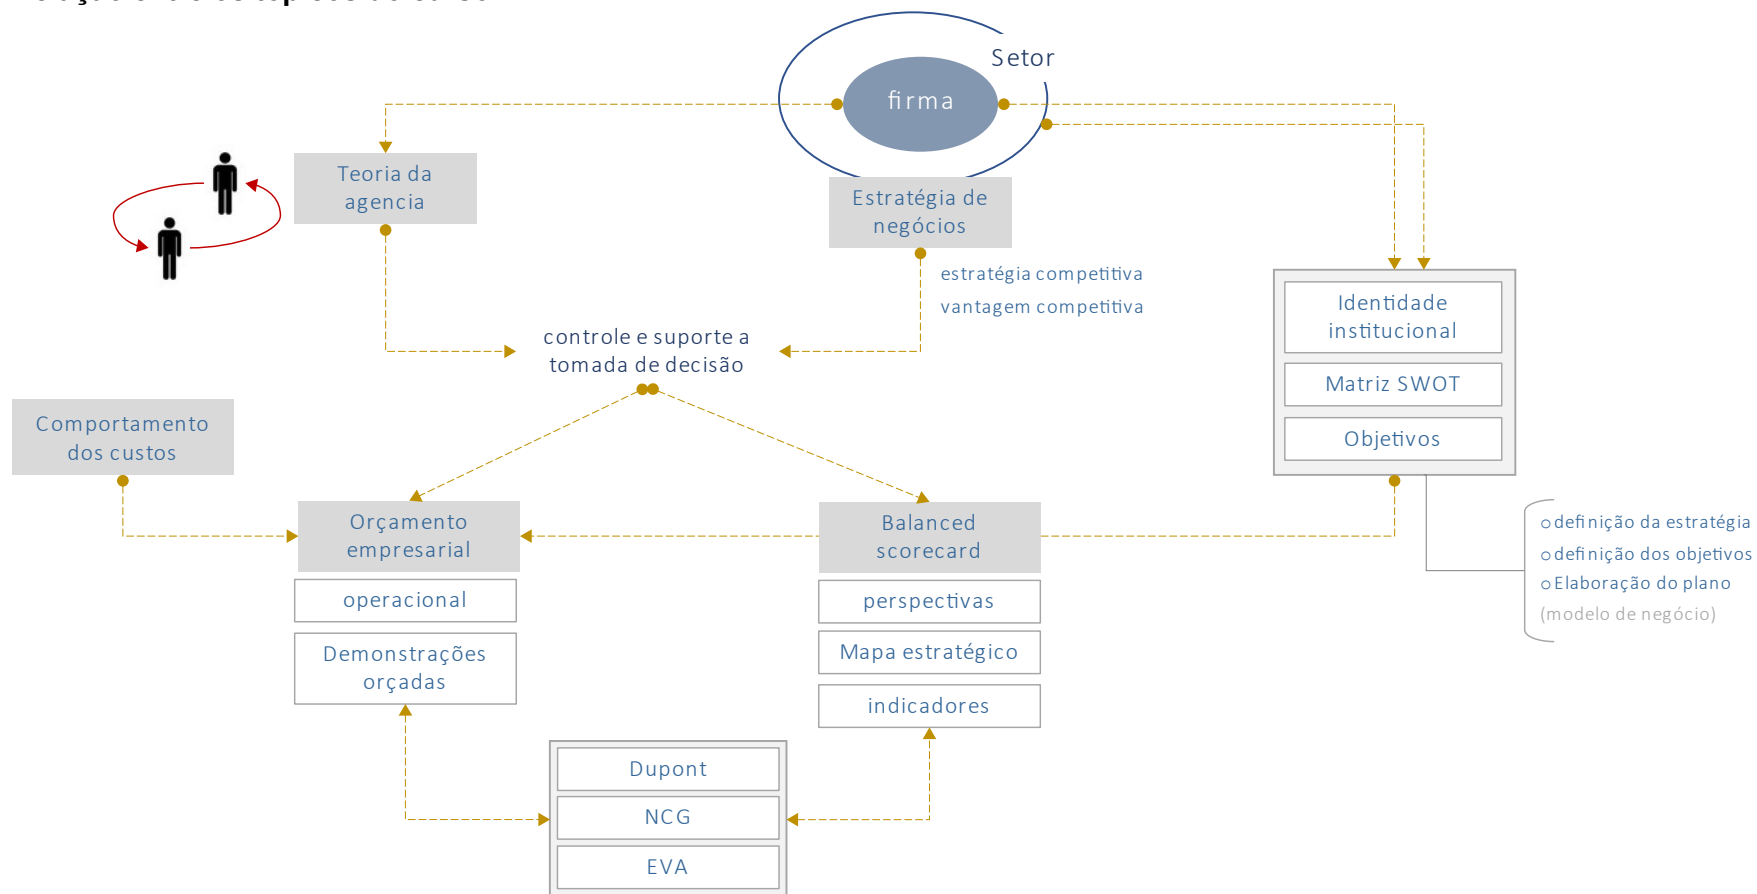 Setor
firma
Teoria da
agencia
Estratégia de
negócios
estratégia competitiva
vantagem competitiva
Identidade
institucional
Matriz SWOT
Objetivos
controle e suporte a
tomada de decisão
Comportamento
dos custos
Orçamento
empresarial
operacional
Demonstrações
orçadas
Balanced
scorecard
perspectivas
Mapa estratégico
indicadores
o definição da estratégia
o definição dos objetivos
o Elaboração do plano
(modelo de negócio)
Dupont
NCG
EVA